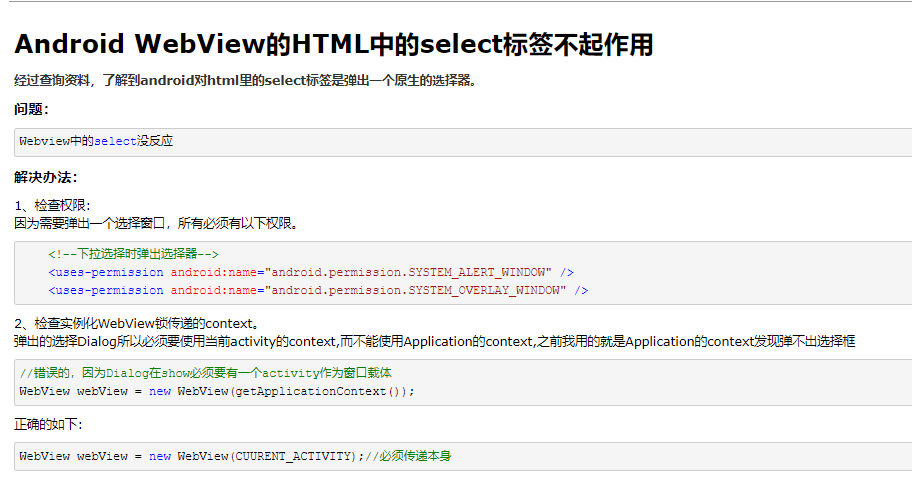 Android WebView的HTML中的select标签不起作用
经过查询资料，了解到android对html里的select标签是弹出一个原生的选择器。
问题：
Webview中的select没反应
解决办法：
1、检查权限：
因为需要弹出一个选择窗口，所有必须有以下权限。
<!--下拉选择时弹出选择器-->
<uses-permission android:name="android.permission.SYSTEM_ALERT_WINDOW" />
<uses-permission android:name="android.permission.SYSTEM_OVERLAY_WINDOW" />
2、检查实例化WebView锁传递的context。
弹出的选择Dialog所以必须要使用当前activity的context,而不能使用Application的context,之前我用的就是Application的context发现弹不出选择框
//错误的，因为Dialog在show必须要有一个activity作为窗口载体
WebView webView = new WebView(getApplicationContext());
正确的如下：
WebView webView = new WebView(CUURENT_ACTIVITY);//必须传递本身